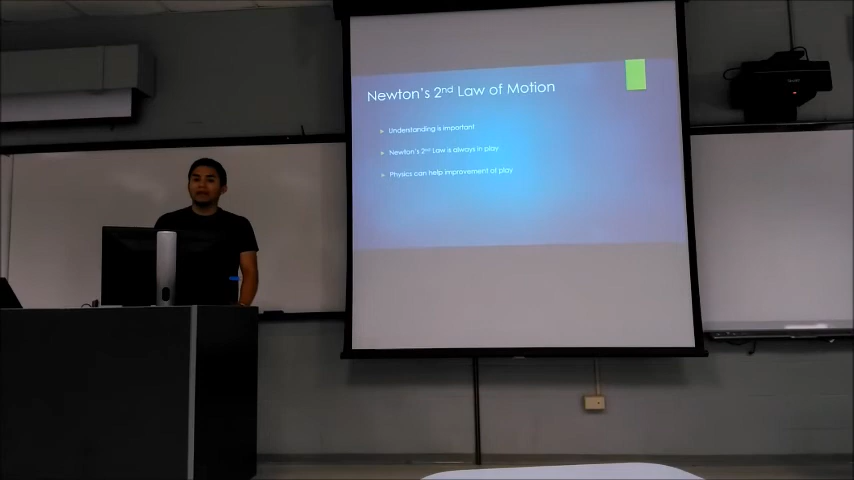 Newton's 2nd Law of Motion
Understanding is important
Newton's 2nd Law is always in play
Physics can help improvement of play